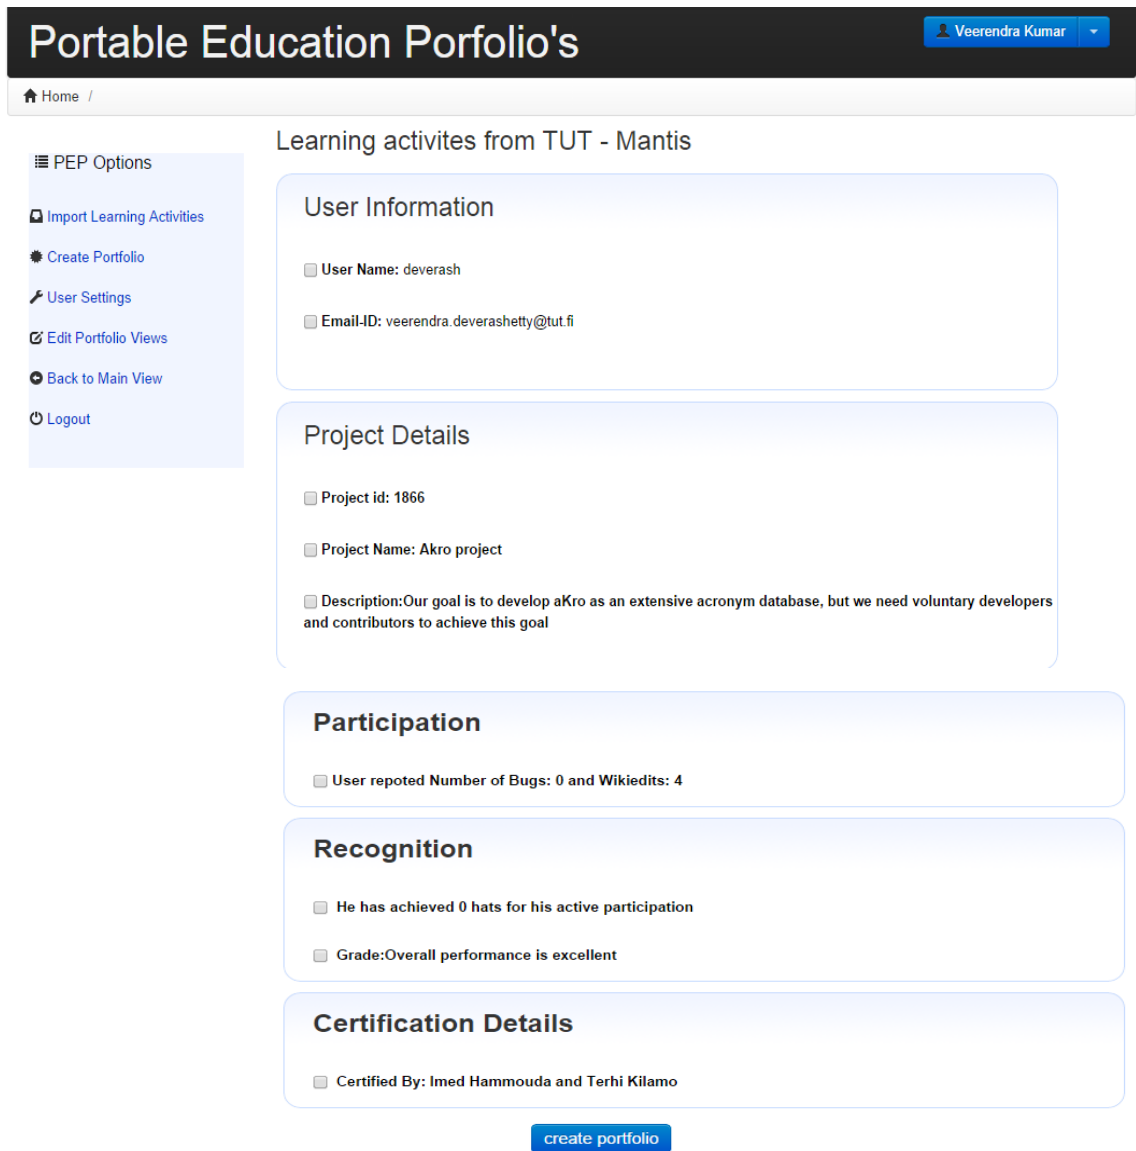 Portable Education Porfolio's
Veerendra Kumar
Home /
PEP Options
Import Learning Activities
Create Portfolio
User Settings
Edit Portfolio Views
Back to Main View
Logout
Learning activites from TUT - Mantis
User Information
User Name: deverash
Email-ID: veerendra.deverashetty@tut.fi
Project Details
Project id: 1866
Project Name: Akro project
Description:Our goal is to develop aKro as an extensive acronym database, but we need voluntary developers
and contributors to achieve this goal
Participation
User repoted Number of Bugs: 0 and Wikiedits: 4
Recognition
He has achieved 0 hats for his active participation
Grade:Overall performance is excellent
Certification Details
Certified By: Imed Hammouda and Terhi Kilamo
create portfolio